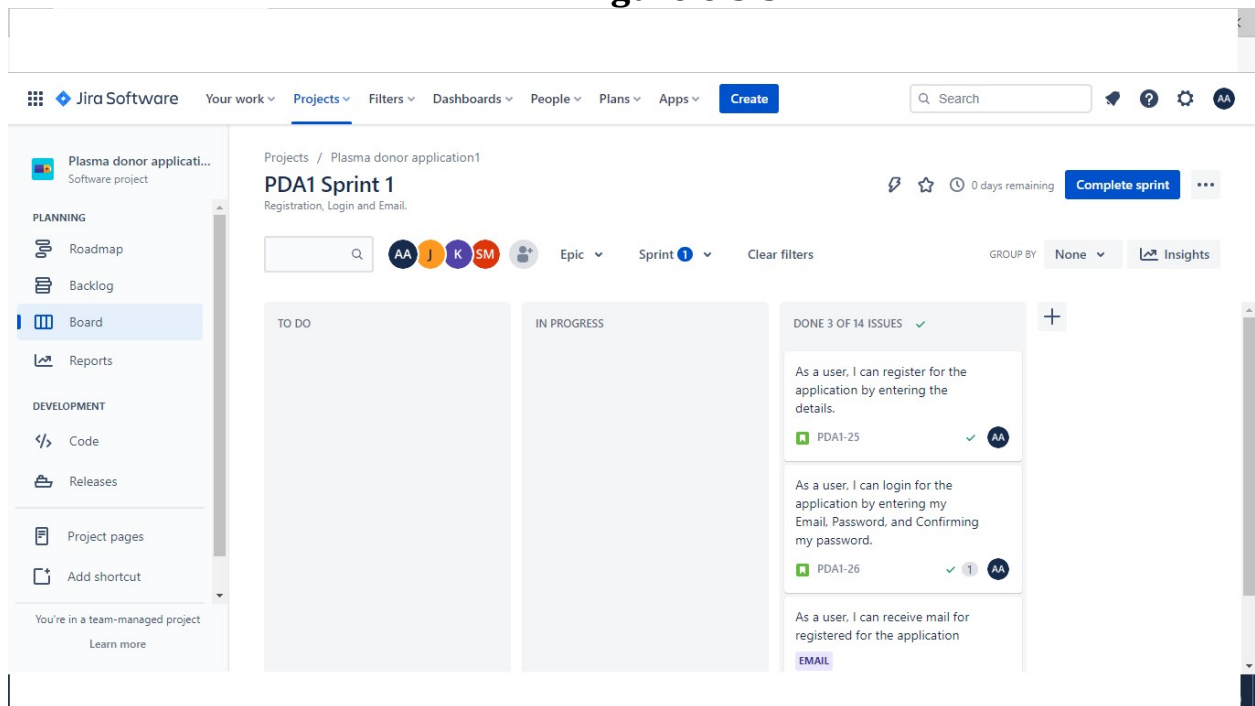 Jira Software
Your work
Projects
Filters
Dashboards
People
Plans
Apps
Create
Search
AA
Plasma donor applicati...
Software project
PLANNING
Roadmap
Backlog
Board
Reports
DEVELOPMENT
Code
Releases
Project pages
Add shortcut
You're in a team-managed project
Learn more
Projects / Plasma donor application1
PDA1 Sprint 1
Registration, Login and Email.
0 days remaining
Complete sprint
AA
J
K
SM
Epic
Sprint 1
Clear filters
GROUP BY
None
Insights
TO DO
IN PROGRESS
DONE 3 OF 14 ISSUES
As a user, I can register for the
application by entering the
details.
PDA1-25
AA
As a user, I can login for the
application by entering my
Email, Password, and Confirming
my password.
PDA1-26
1
AA
As a user, I can receive mail for
registered for the application
EMAIL